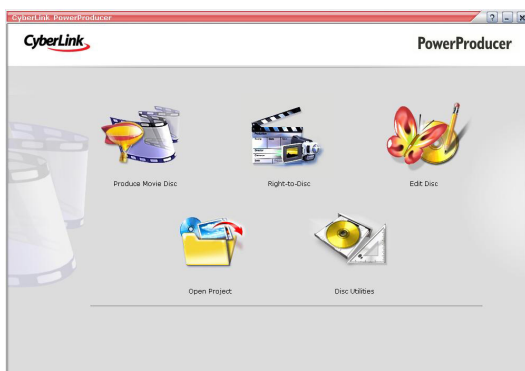 CyberLink PowerProducer
CyberLink
PowerProducer
Produce Movie Disc
Right-to-Disc
Edit Disc
Open Project
Disc Utilities